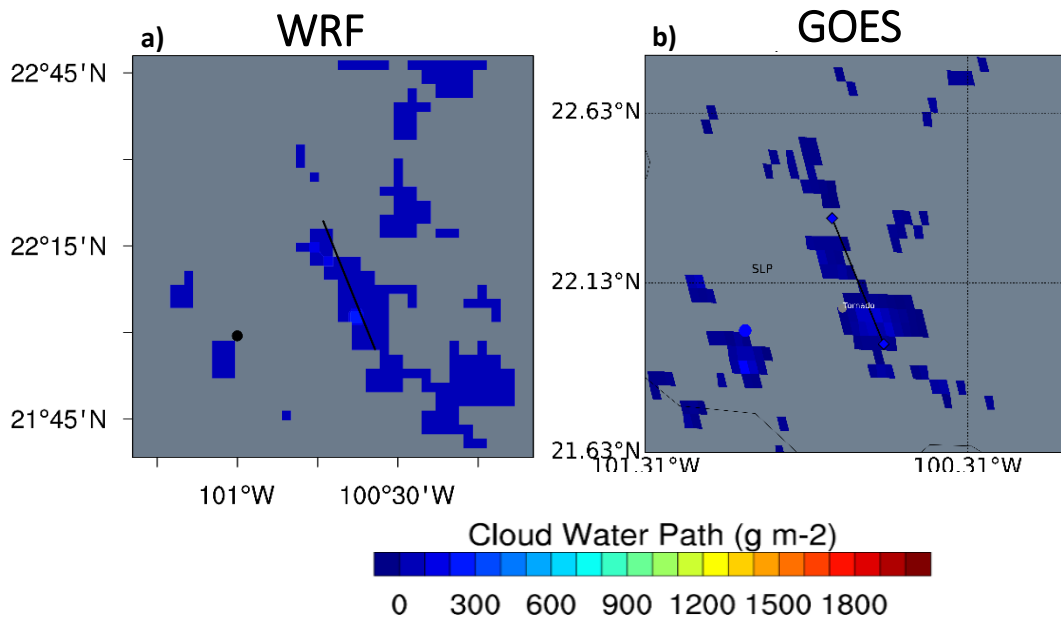 WRF
GOES
a)
b)
22°45'N
22°15'N
21°45'N
101°W
100°30'W
22.63°N
22.13°N
21.63°N
101.31°W
100.31°W
SLP
Tornado
Cloud Water Path (g m-2)
0 300 600 900 1200 1500 1800